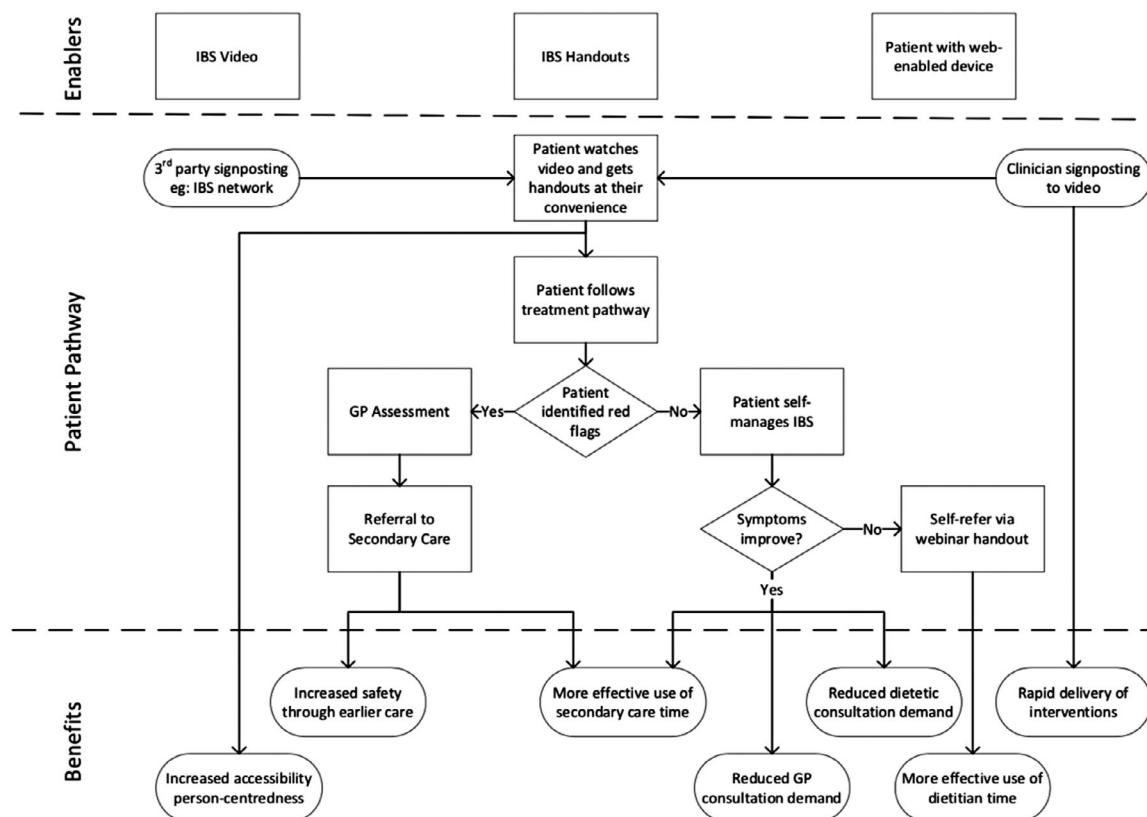 Enablers
IBS Video
IBS Handouts
Patient with web-
enabled device
Patient Pathway
3rd party signposting
eg: IBS network
Patient watches
video and gets
handouts at their
convenience
Clinician signposting
to video
Patient follows
treatment pathway
GP Assessment
Yes
Patient
identified red
flags
No
Patient self-
manages IBS
Referral to
Secondary Care
Symptoms
improve?
No
Self-refer via
webinar handout
Yes
Benefits
Increased safety
through earlier care
More effective use of
secondary care time
Reduced dietetic
consultation demand
Rapid delivery of
interventions
Increased accessibility
person-centredness
Reduced GP
consultation demand
More effective use of
dietitian time